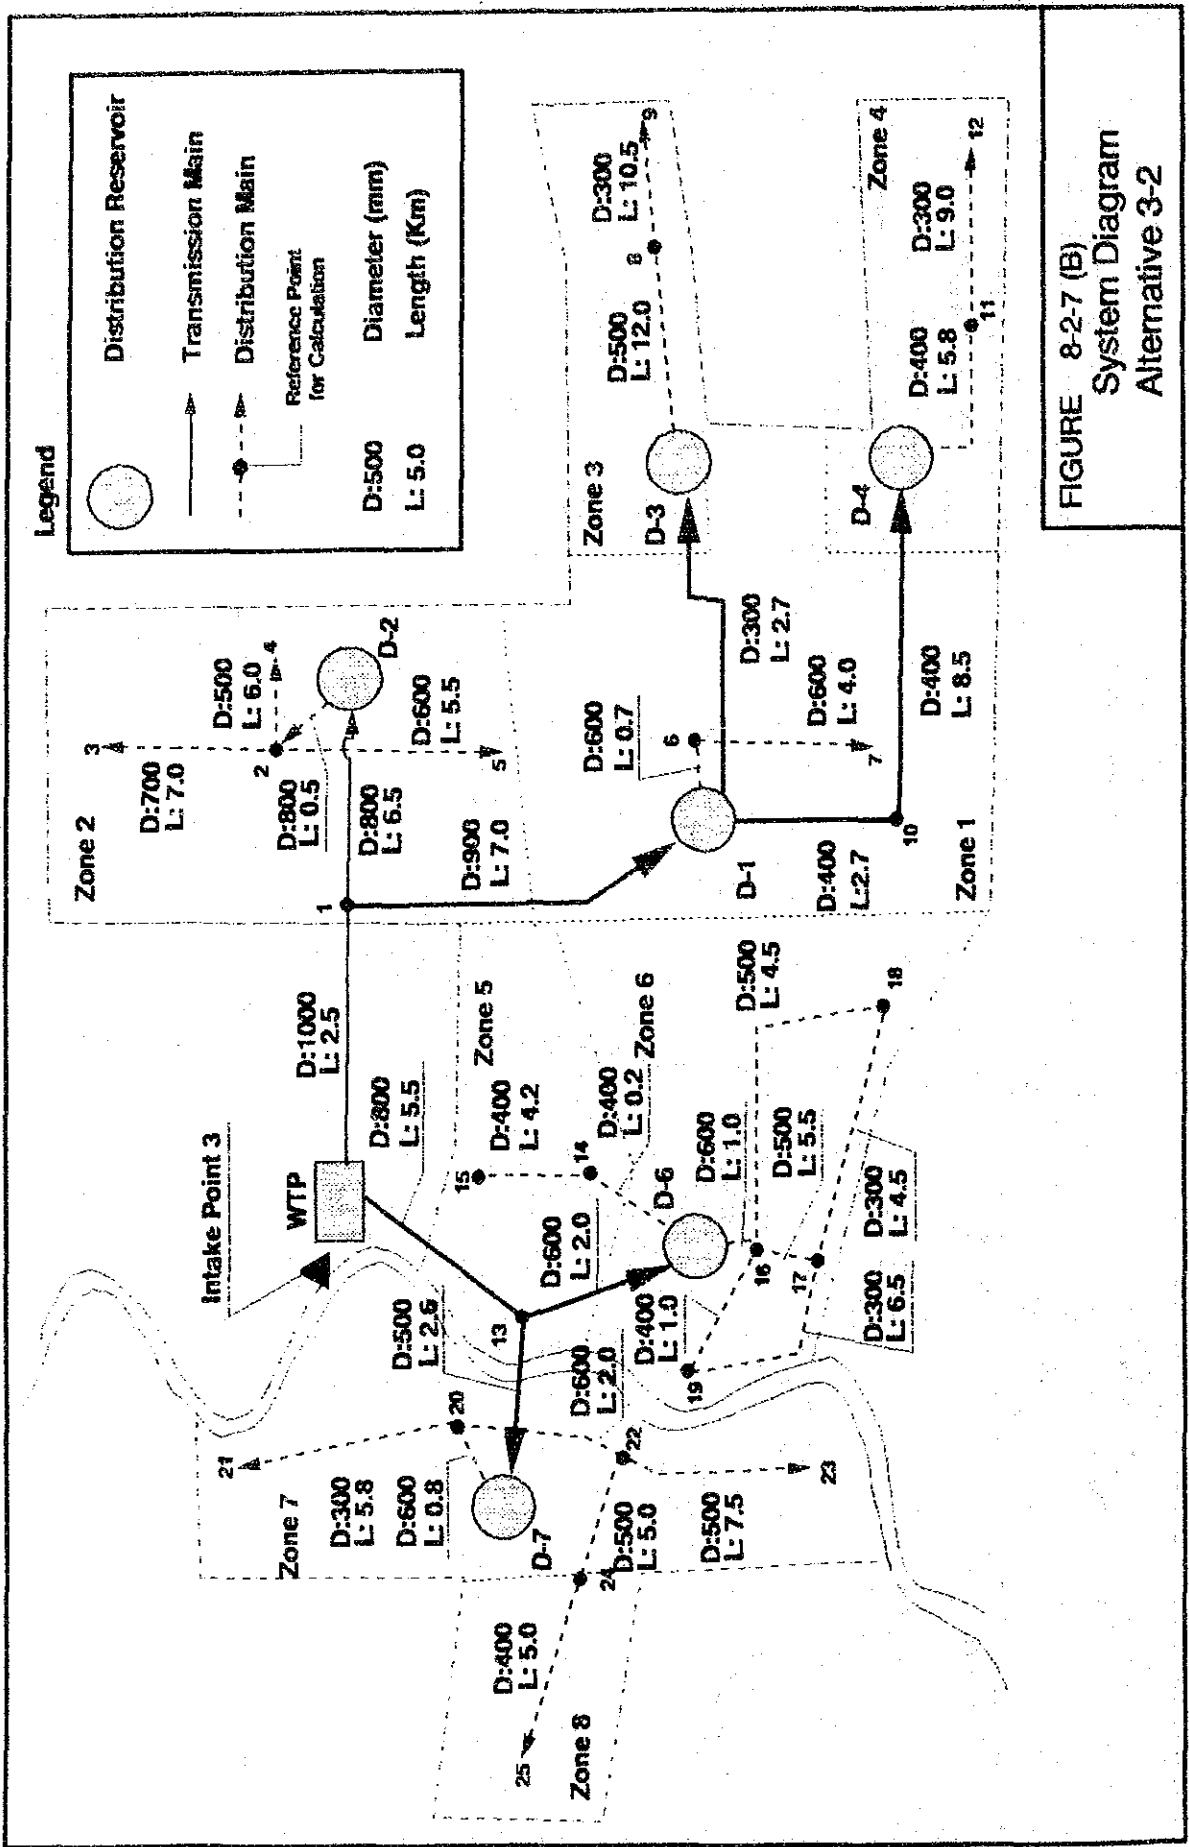 Legend
Distribution Reservoir
Transmission Main
Distribution Main
Reference Point
for Calculation
D:500
Diameter (mm)
L: 5.0
Length (Km)
Intake Point 3
WTP
D:1000
L: 2.5
1
Zone 2
D:700
L: 7.0
3
2
D:500
L: 6.0
4
D:800
L: 0.5
D-2
D:800
L: 6.5
D:600
L: 5.5
5
D:900
L: 7.0
D:600
L: 0.7
6
D-1
D:300
L: 2.7
D:600
L: 4.0
7
D:400
L:2.7
10
D:400
L: 8.5
Zone 1
Zone 3
D-3
D:500
L: 12.0
8
D:300
L: 10.5
9
D-4
D:400
L: 5.8
11
D:300
L: 9.0
12
Zone 4
D:800
L: 5.5
Zone 5
15
D:400
L: 4.2
14
D:400
L: 0.2
Zone 6
D:600
L: 2.0
D-6
D:600
L: 1.0
D:500
L: 4.5
D:500
L: 5.5
16
17
18
D:300
L: 4.5
D:300
L: 6.5
D:400
L: 1.0
19
13
D:500
L: 2.6
D:600
L: 2.0
20
21
Zone 7
D:300
L: 5.8
D:600
L: 0.8
D-7
22
23
D:500
L: 5.0
D:500
L: 7.5
24
D:400
L: 5.0
25
Zone 8
FIGURE 8-2-7 (B)
System Diagram
Alternative 3-2